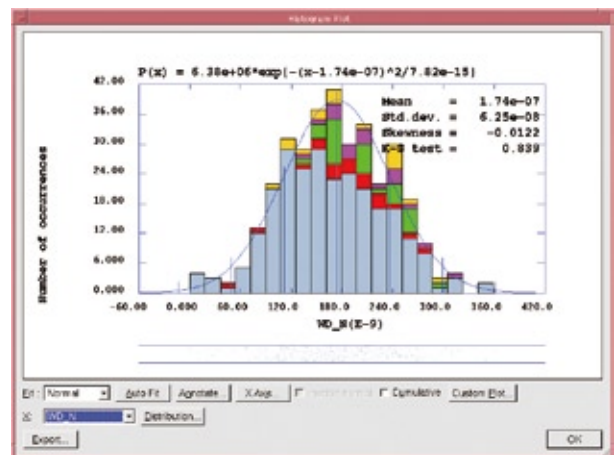 Histogram Plot
P(x) = 6.38e+06*exp[-(x-1.74e-07)^2/7.82e-15]
42.00
36.00
30.00
24.00
18.00
12.00
6.000
0.000
Number of occurrences
Mean = 1.74e-07
Std.dev. = 6.25e-08
Skewness = -0.0122
K-S test = 0.839
-60.00 0.000 60.00 120.0 180.0 240.0 300.0 360.0 420.0
WD_N(E-9)
Fit: Normal Auto Fit Annotate... X Axis... Cumulative Custom Plot...
X: WD_N Distribution...
Export... OK